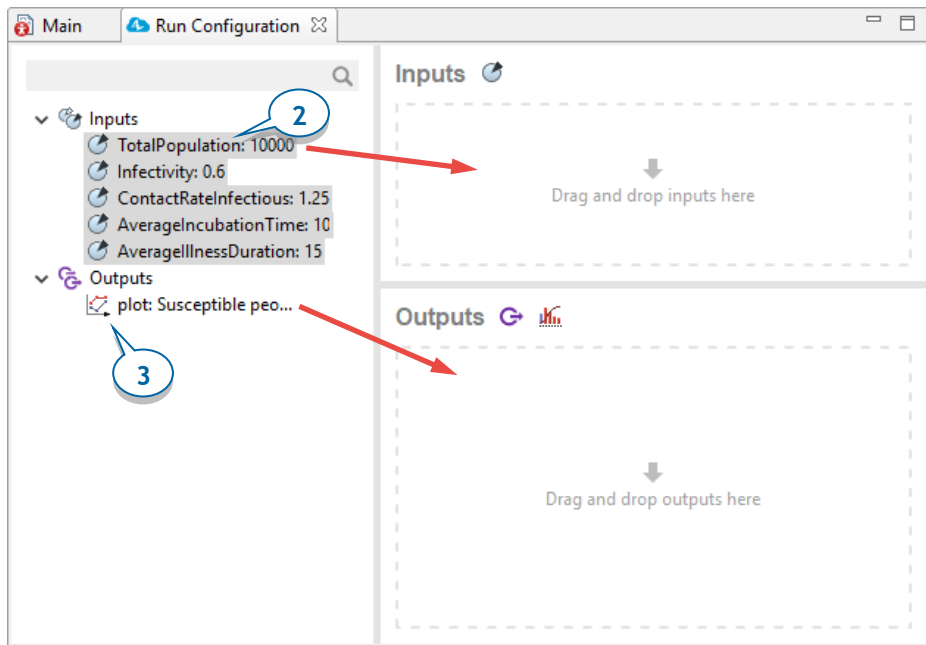 Main
Run Configuration
Inputs
2
TotalPopulation: 10000
Infectivity: 0.6
ContactRateInfectious: 1.25
AverageIncubationTime: 10
AverageIllnessDuration: 15
Outputs
plot: Susceptible peo...
3
Inputs
Drag and drop inputs here
Outputs
Drag and drop outputs here